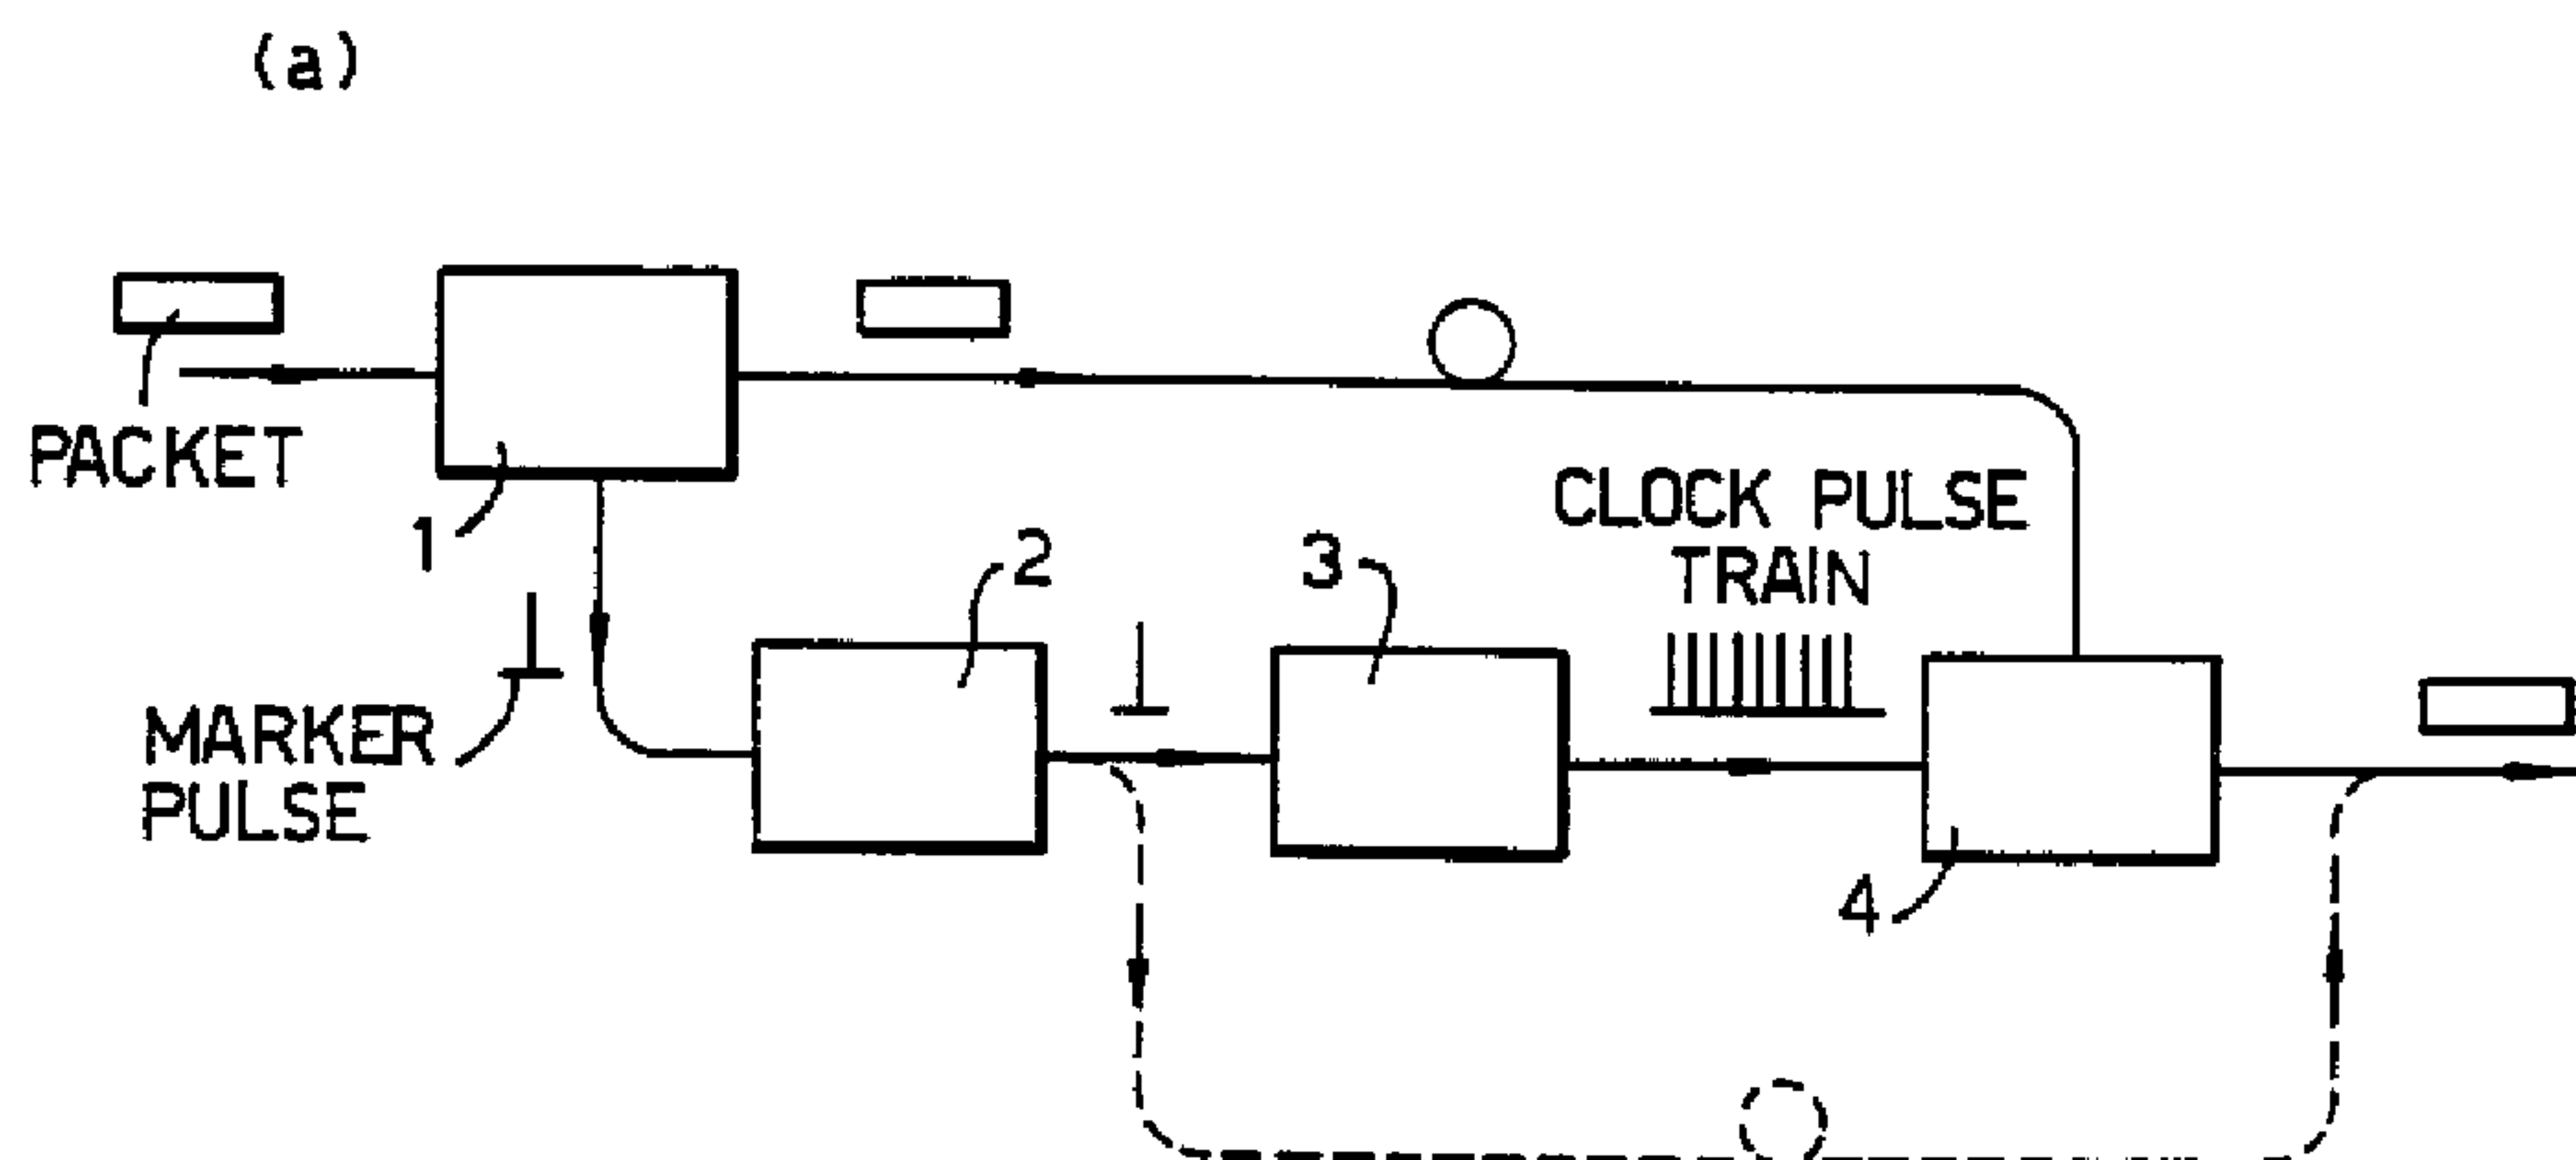 (a)
PACKET
1
2
3
CLOCK PULSE
TRAIN
MARKER
PULSE
4